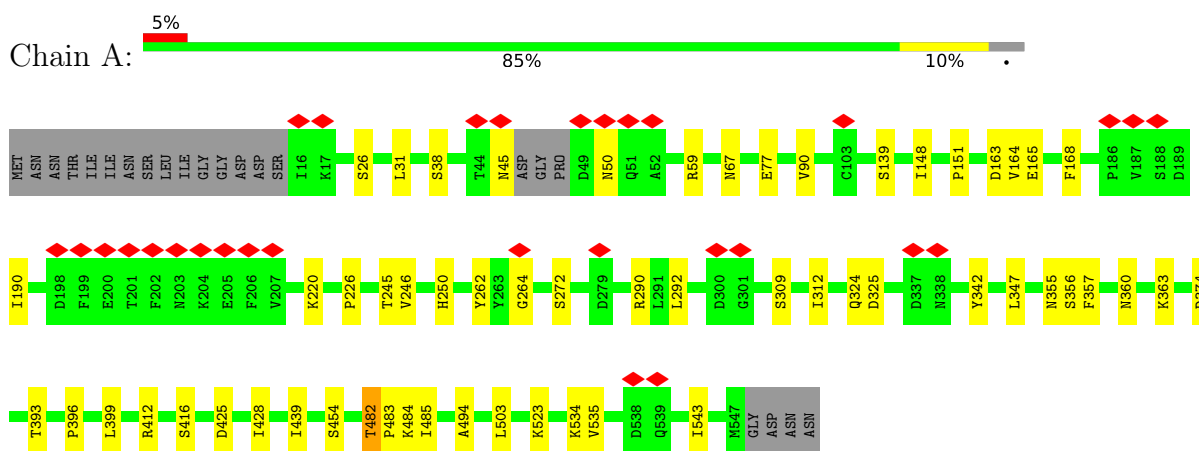 5%
Chain A:
85% 10% •
MET ASN ASN THR ILE ILE ASN SER LEU ILE GLY GLY ASP ASP SER I16 K17 S26 L31 S38 T44 N45 ASP GLY PRO D49 N50 Q51 A52 R59 N67 E77 V90 C103 S139 I148 P151 D163 V164 E165 F168 P186 V187 S188 D189
I190 D198 F199 E200 T201 F202 N203 K204 E205 F206 V207 K220 P226 T245 V246 H250 Y262 Y263 G264 S272 D279 R290 L291 L292 D300 G301 S309 I312 Q324 D325 D337 N338 Y342 L347 N355 S356 F357 N360 K363
T393 P396 L399 R412 S416 D425 I428 I439 S454 T482 P483 K484 I485 A494 L503 K523 K534 V535 D538 Q539 I543 M547 GLY ASP ASN ASN